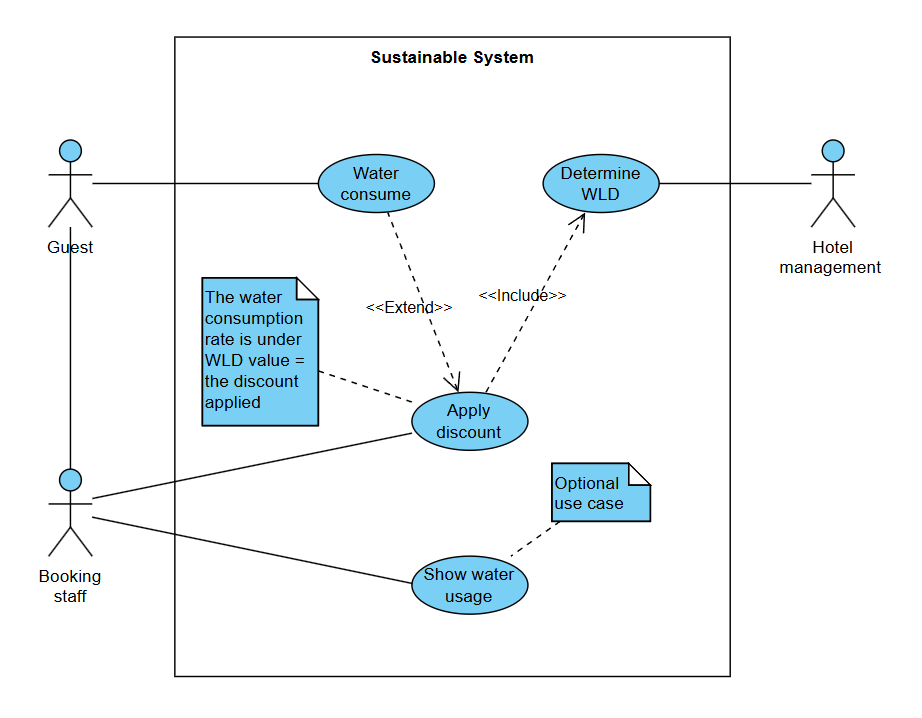 Sustainable System
Water
consume
Determine
WLD
Guest
Hotel
management
The water
consumption
rate is under
WLD value =
the discount
applied
<<Extend>>
<<Include>>
Apply
discount
Optional
use case
Booking
staff
Show water
usage